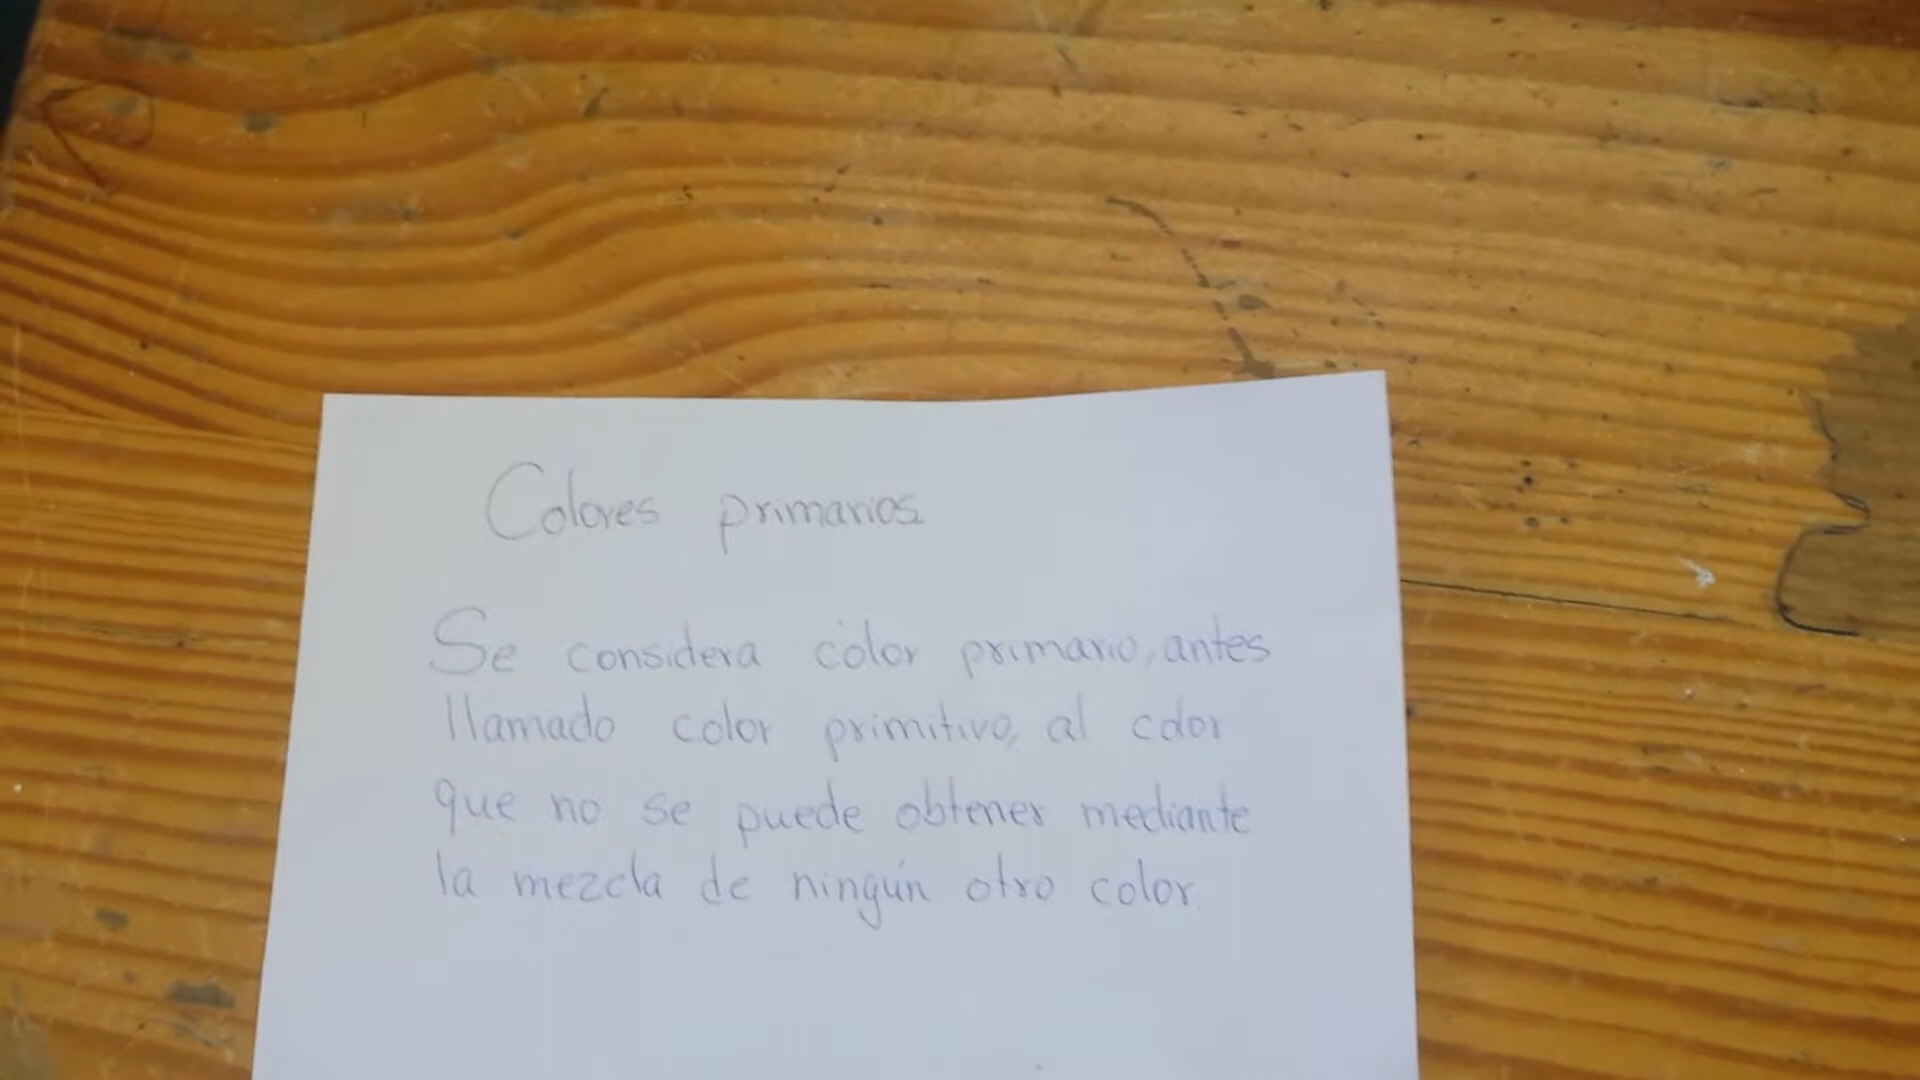 Colores primarios
Se considera color primario, antes
llamado color primitivo, al color
que no se puede obtener mediante
la mezcla de ningún otro color.